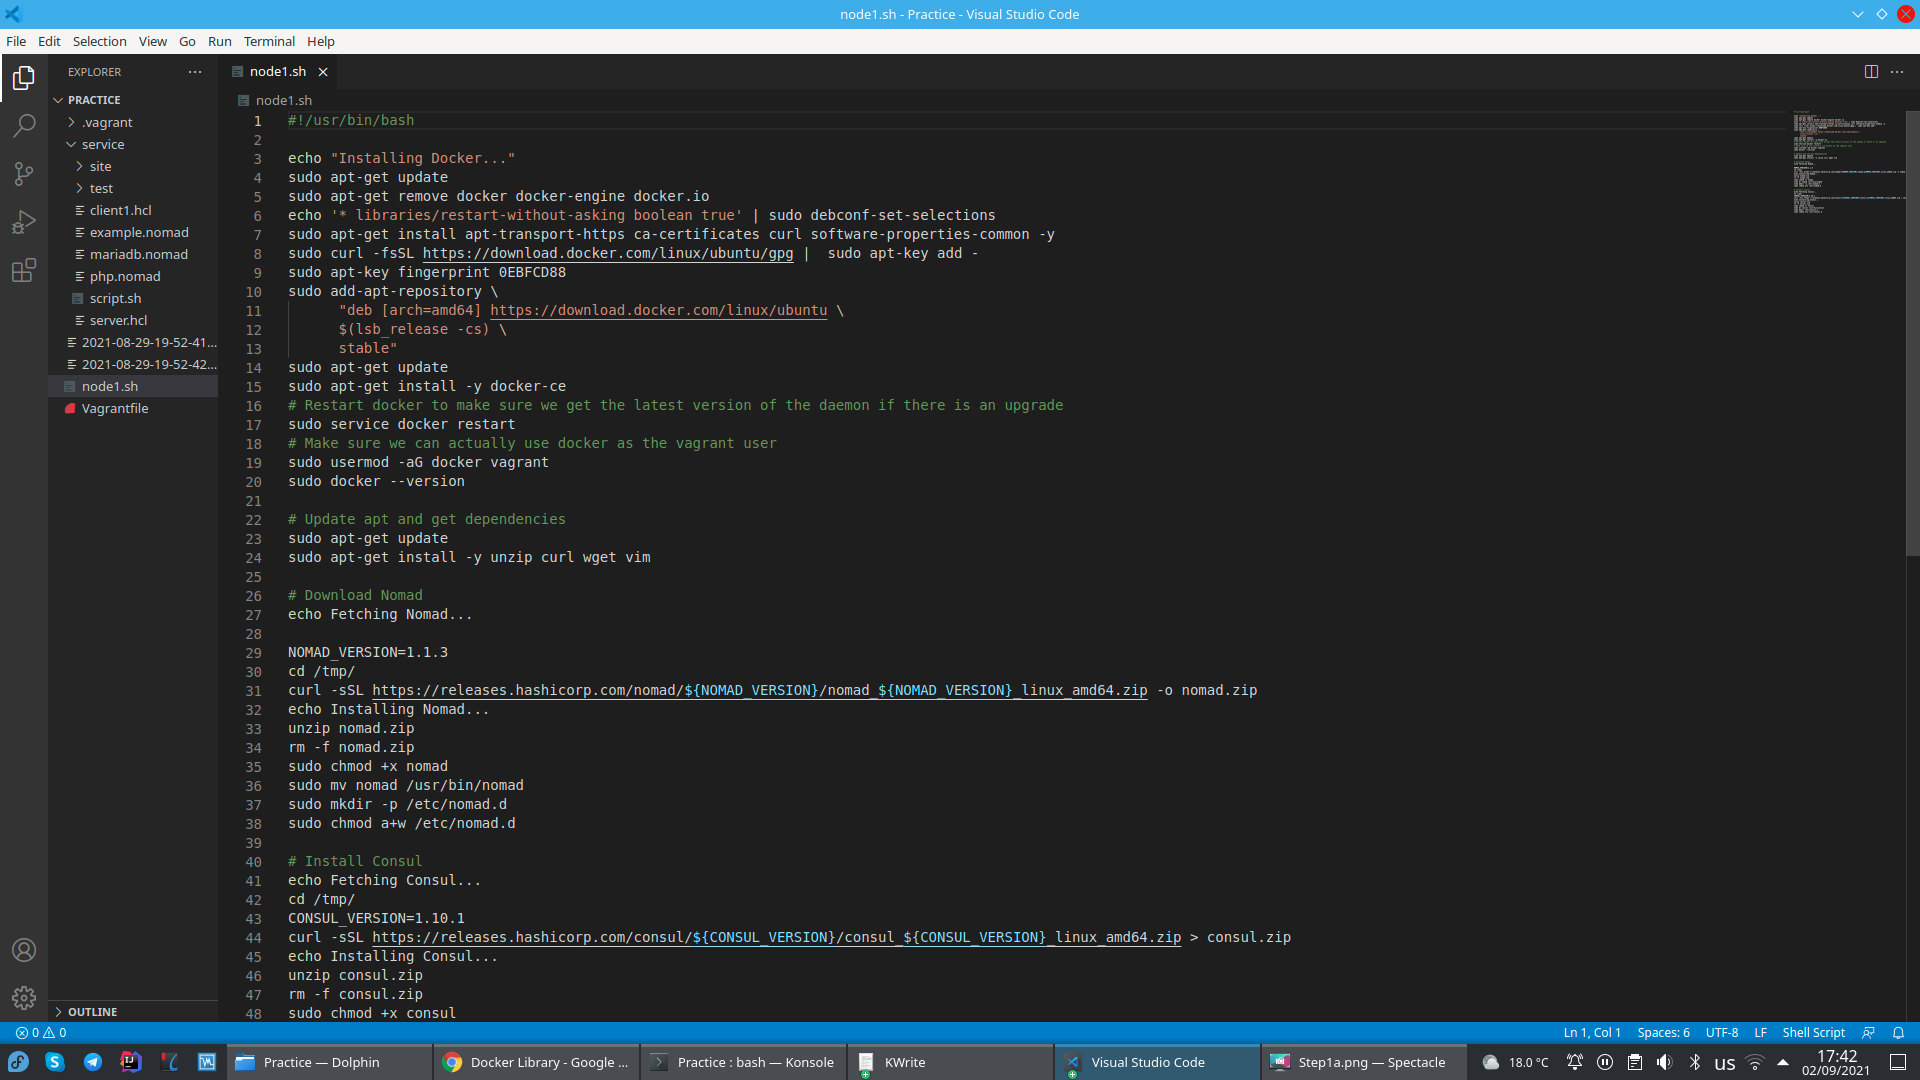 node1.sh - Practice - Visual Studio Code
File Edit Selection View Go Run Terminal Help
EXPLORER
PRACTICE
.vagrant
service
site
test
client1.hcl
example.nomad
mariadb.nomad
php.nomad
script.sh
server.hcl
2021-08-29-19-52-41...
2021-08-29-19-52-42...
node1.sh
Vagrantfile
OUTLINE
node1.sh
node1.sh
1 #!/usr/bin/bash
2
3 echo "Installing Docker..."
4 sudo apt-get update
5 sudo apt-get remove docker docker-engine docker.io
6 echo '* libraries/restart-without-asking boolean true' | sudo debconf-set-selections
7 sudo apt-get install apt-transport-https ca-certificates curl software-properties-common -y
8 sudo curl -fsSL https://download.docker.com/linux/ubuntu/gpg |  sudo apt-key add -
9 sudo apt-key fingerprint 0EBFCD88
10 sudo add-apt-repository \
11 "deb [arch=amd64] https://download.docker.com/linux/ubuntu \
12 $(lsb_release -cs) \
13 stable"
14 sudo apt-get update
15 sudo apt-get install -y docker-ce
16 # Restart docker to make sure we get the latest version of the daemon if there is an upgrade
17 sudo service docker restart
18 # Make sure we can actually use docker as the vagrant user
19 sudo usermod -aG docker vagrant
20 sudo docker --version
21
22 # Update apt and get dependencies
23 sudo apt-get update
24 sudo apt-get install -y unzip curl wget vim
25
26 # Download Nomad
27 echo Fetching Nomad...
28
29 NOMAD_VERSION=1.1.3
30 cd /tmp/
31 curl -sSL https://releases.hashicorp.com/nomad/${NOMAD_VERSION}/nomad_${NOMAD_VERSION}_linux_amd64.zip -o nomad.zip
32 echo Installing Nomad...
33 unzip nomad.zip
34 rm -f nomad.zip
35 sudo chmod +x nomad
36 sudo mv nomad /usr/bin/nomad
37 sudo mkdir -p /etc/nomad.d
38 sudo chmod a+w /etc/nomad.d
39
40 # Install Consul
41 echo Fetching Consul...
42 cd /tmp/
43 CONSUL_VERSION=1.10.1
44 curl -sSL https://releases.hashicorp.com/consul/${CONSUL_VERSION}/consul_${CONSUL_VERSION}_linux_amd64.zip > consul.zip
45 echo Installing Consul...
46 unzip consul.zip
47 rm -f consul.zip
48 sudo chmod +x consul
0 0 Ln 1, Col 1 Spaces: 6 UTF-8 LF Shell Script
Practice — Dolphin Docker Library - Google ... Practice : bash — Konsole KWrite Visual Studio Code Step1a.png — Spectacle 18.0 °C US 17:42
02/09/2021